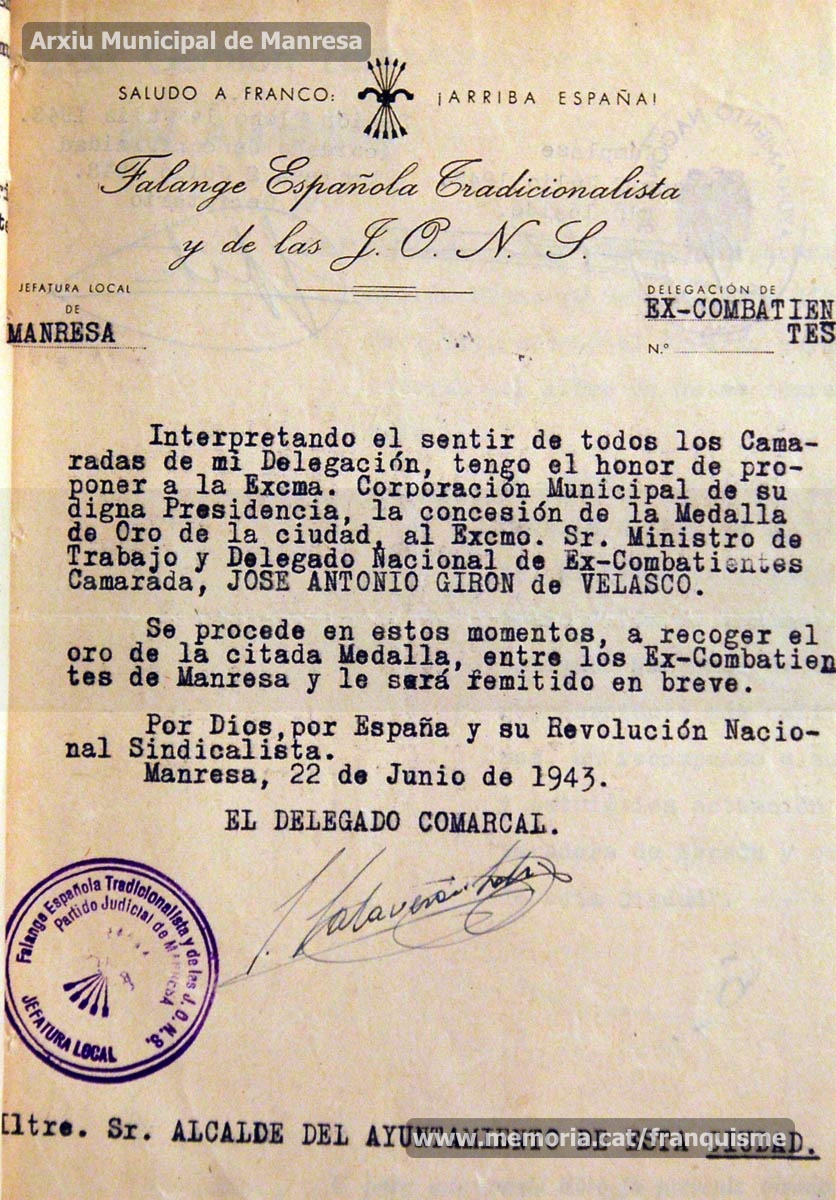 Arxiu Municipal de Manresa
SALUDO A FRANCO: ¡ARRIBA ESPAÑA!
Falange Española Tradicionalista
y de las J. O. N. S.
JEFATURA LOCAL
DE
MANRESA
DELEGACIÓN DE
EX-COMBATIEN
TES
N.º
Interpretando el sentir de todos los Cama-
radas de mi Delegación, tengo el honor de pro-
poner a la Excma. Corporación Municipal de su
digna Presidencia, la concesión de la Medalla
de Oro de la ciudad, al Excmo. Sr. Ministro de
Trabajo y Delegado Nacional de Ex-Combatientes
Camarada, JOSE ANTONIO GIRON de VELASCO.
Se procede en estos momentos, a recoger el
oro de la citada Medalla, entre los Ex-Combatien
tes de Manresa y le será remitido en breve.
Por Dios, por España y su Revolución Nacio-
nal Sindicalista.
Manresa, 22 de Junio de 1943.
EL DELEGADO COMARCAL.
Falange Española Tradicionalista y de las J.O.N.S.
Partido Judicial de MANRESA
JEFATURA LOCAL
Iltre. Sr. ALCALDE DEL AYUNTAMIENTO DE ESTA CIUDAD.
www.memoria.cat/franquisme